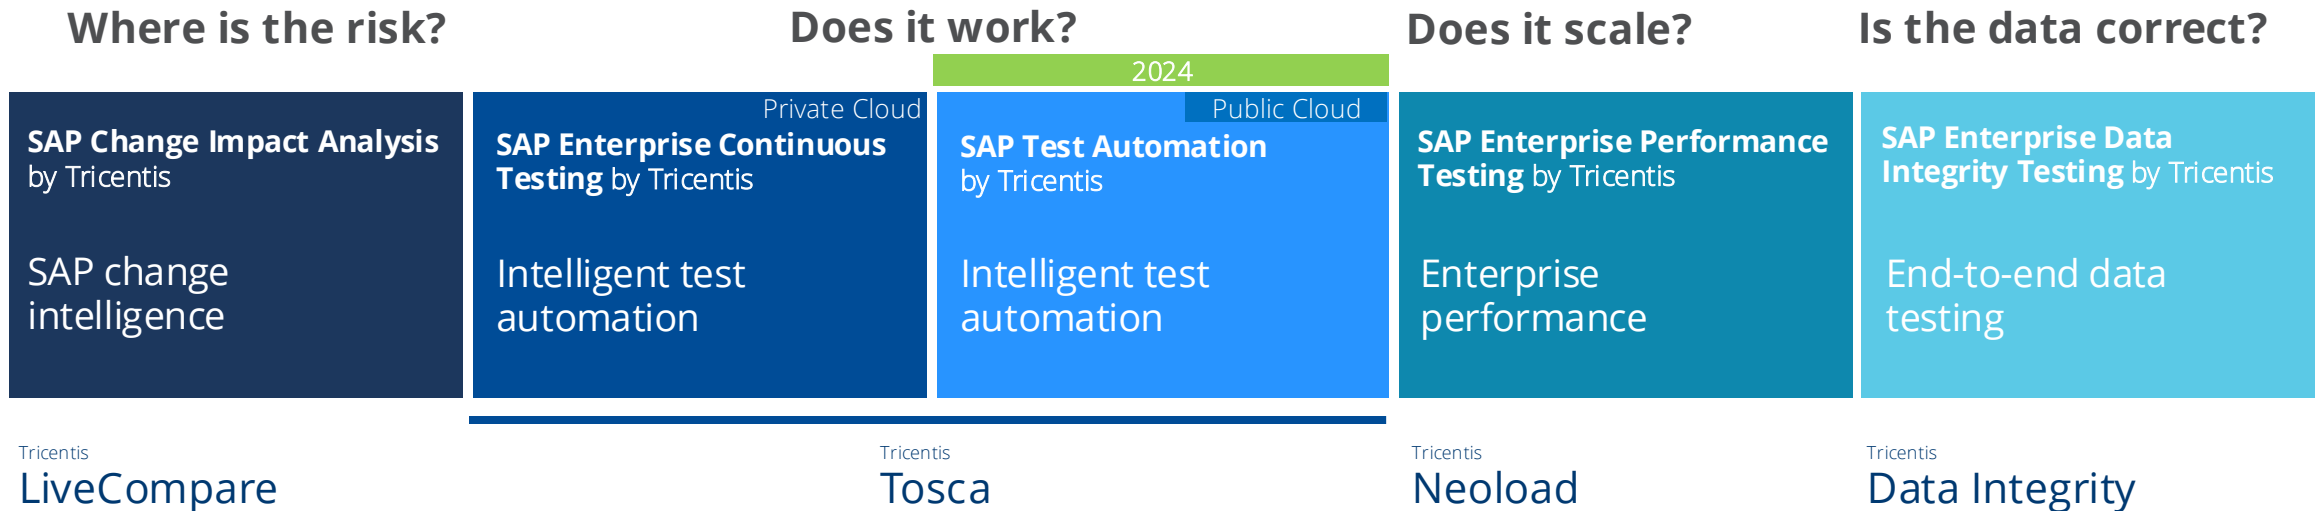 Where is the risk?
Does it work?
Does it scale?
Is the data correct?
2024
SAP Change Impact Analysis
by Tricentis
SAP change
intelligence
Private Cloud
SAP Enterprise Continuous
Testing by Tricentis
Intelligent test
automation
Public Cloud
SAP Test Automation
by Tricentis
Intelligent test
automation
SAP Enterprise Performance
Testing by Tricentis
Enterprise
performance
SAP Enterprise Data
Integrity Testing by Tricentis
End-to-end data
testing
Tricentis
LiveCompare
Tricentis
Tosca
Tricentis
Neoload
Tricentis
Data Integrity